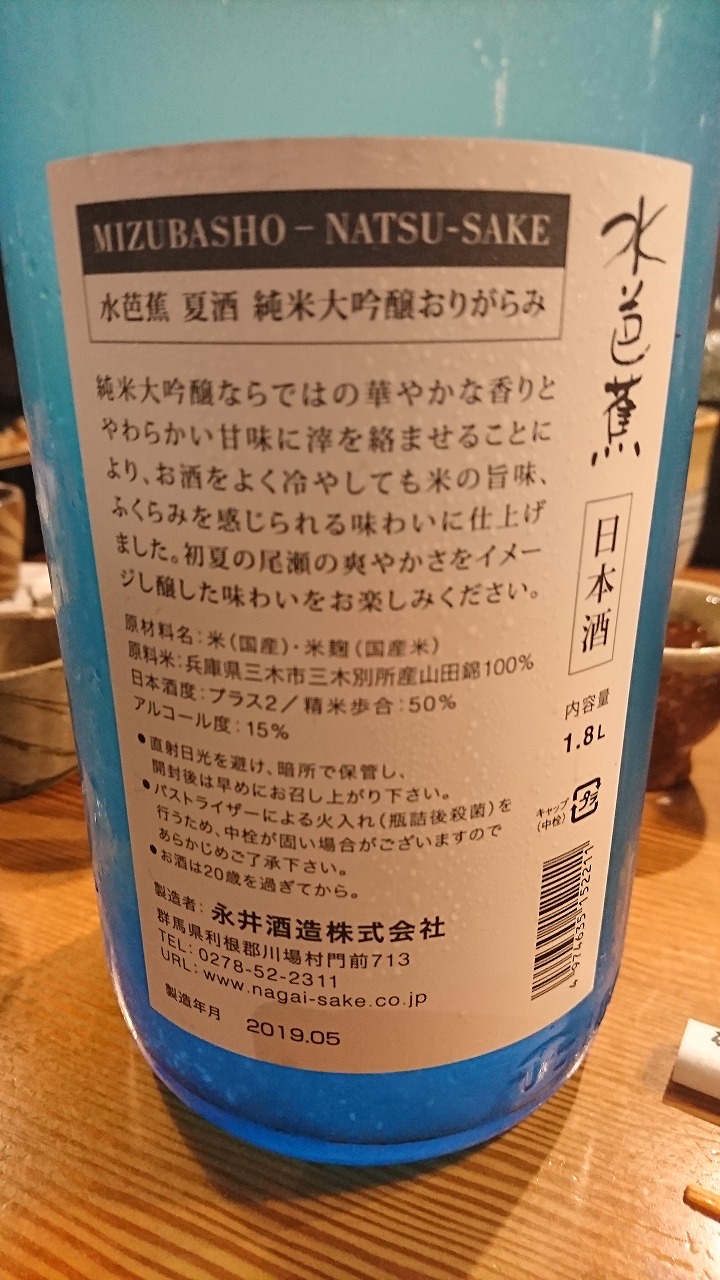 MIZUBASHO − NATSU-SAKE
水芭蕉 夏酒 純米大吟醸おりがらみ
純米大吟醸ならではの華やかな香りと
やわらかい甘味に滓を絡ませることに
より、お酒をよく冷やしても米の旨味、
ふくらみを感じられる味わいに仕上げ
ました。初夏の尾瀬の爽やかさをイメー
ジし醸した味わいをお楽しみください。
原材料名:米(国産)・米麹(国産米)
原料米:兵庫県三木市三木別所産山田錦100%
日本酒度:プラス2/精米歩合:50%
アルコール度:15%
●直射日光を避け、暗所で保管し、
開封後は早めにお召し上がり下さい。
●パストライザーによる火入れ(瓶詰後殺菌)を
行うため、中栓が固い場合がございますので
あらかじめご了承下さい。
●お酒は20歳を過ぎてから。
製造者:永井酒造株式会社
群馬県利根郡川場村門前713
TEL:0278-52-2311
URL:www.nagai-sake.co.jp
製造年月 2019.05
水芭蕉
日本酒
内容量
1.8L
キャップ
(中栓)
プラ
4 974635 152211